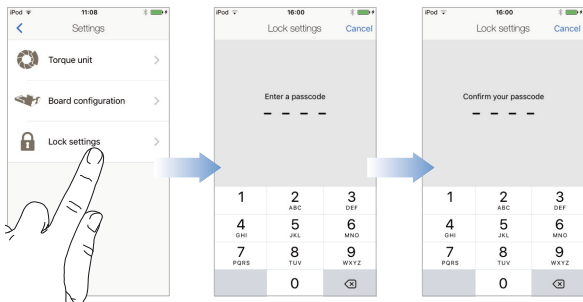 iPod 11:08
Settings
Torque unit
Board configuration
Lock settings
iPod 16:00
Lock settings Cancel
Enter a passcode
1 2 3
ABC DEF
4 5 6
GHI JKL MNO
7 8 9
PQRS TUV WXYZ
0
iPod 16:00
Lock settings Cancel
Confirm your passcode
1 2 3
ABC DEF
4 5 6
GHI JKL MNO
7 8 9
PQRS TUV WXYZ
0